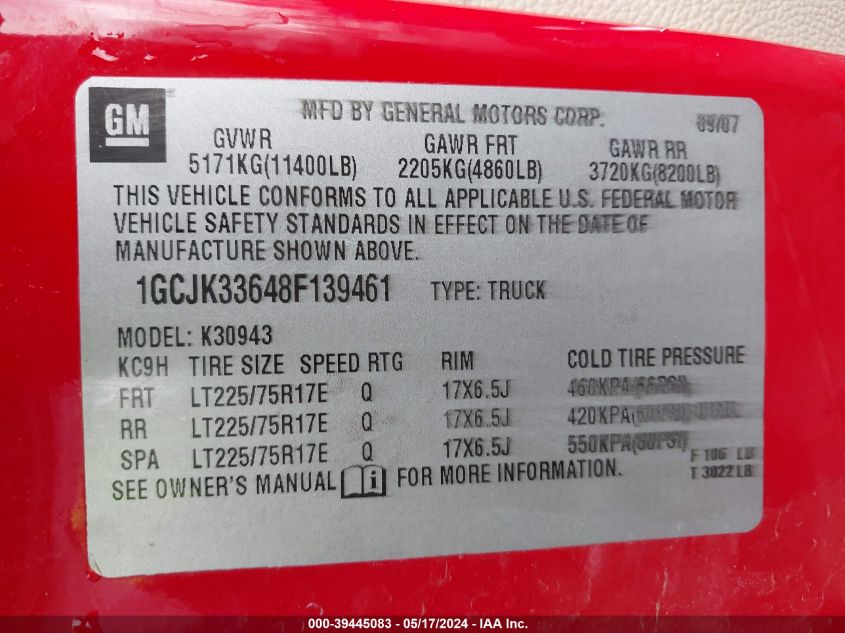 GM
MFD BY GENERAL MOTORS CORP. 09/07
GVWR GAWR FRT GAWR RR
5171KG(11400LB) 2205KG(4860LB) 3720KG(8200LB)
THIS VEHICLE CONFORMS TO ALL APPLICABLE U.S. FEDERAL MOTOR
VEHICLE SAFETY STANDARDS IN EFFECT ON THE DATE OF
MANUFACTURE SHOWN ABOVE.
1GCJK33648F139461 TYPE: TRUCK
MODEL: K30943
KC9H TIRE SIZE SPEED RTG RIM COLD TIRE PRESSURE
FRT LT225/75R17E Q 17X6.5J
RR LT225/75R17E Q 17X6.5J
SPA LT225/75R17E Q 17X6.5J 550KPA(80PSI)
T 3022 LB
SEE OWNER'S MANUAL i FOR MORE INFORMATION.
000-39445083 - 05/17/2024 - IAA Inc.